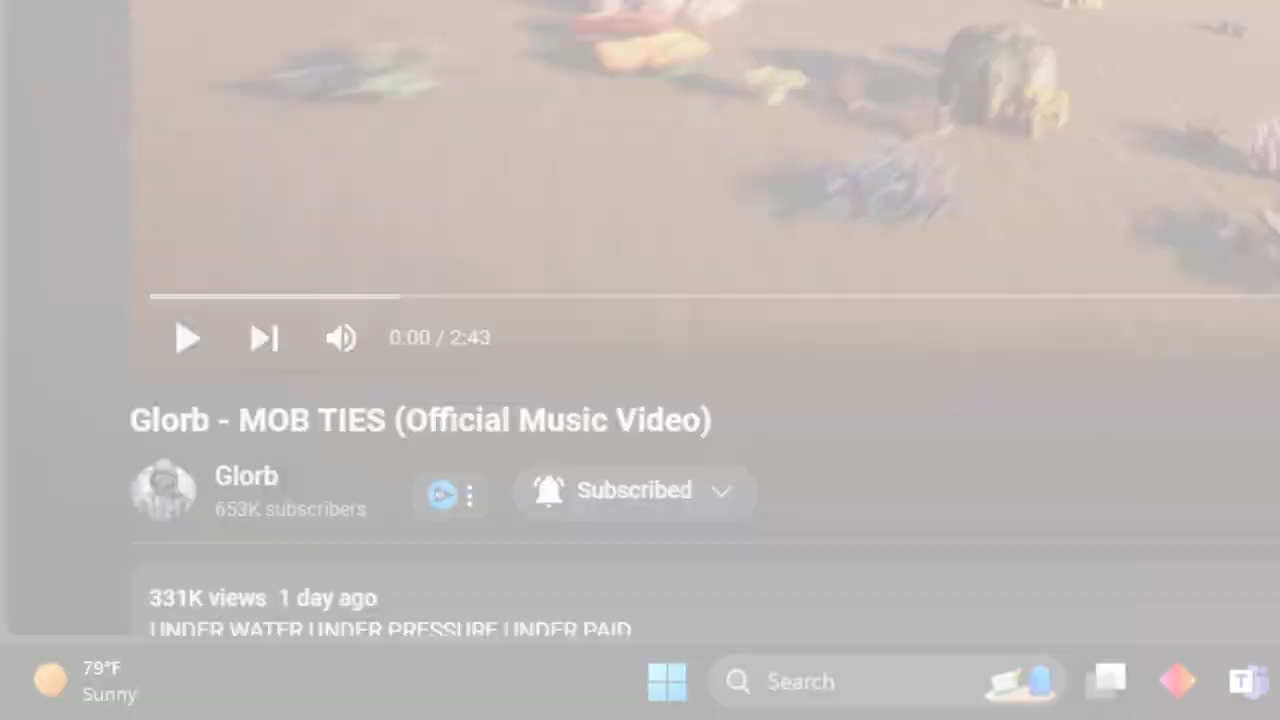 0:00 / 2:43
Glorb - MOB TIES (Official Music Video)
Glorb
653K subscribers
Subscribed
331K views 1 day ago
UNDER WATER UNDER PRESSURE UNDER PAID
79°F
Sunny
Search
T